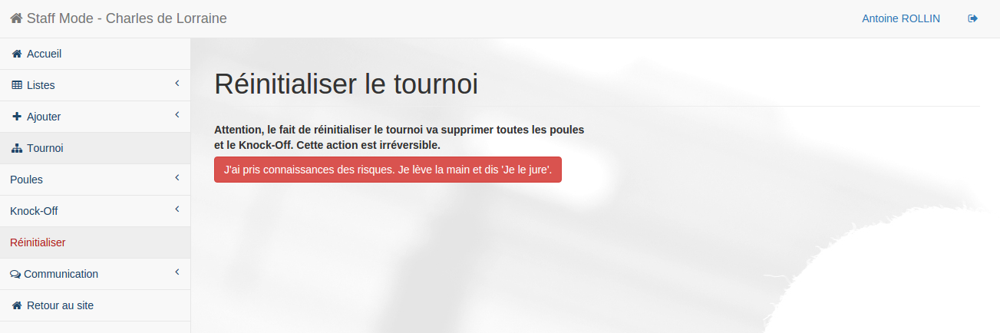 Staff Mode - Charles de Lorraine
Antoine ROLLIN
Accueil
Listes
Ajouter
Tournoi
Poules
Knock-Off
Réinitialiser
Communication
Retour au site
Réinitialiser le tournoi
Attention, le fait de réinitialiser le tournoi va supprimer toutes les poules
et le Knock-Off. Cette action est irréversible.
J'ai pris connaissances des risques. Je lève la main et dis 'Je le jure'.